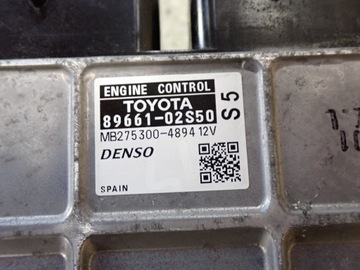 ENGINE CONTROL
TOYOTA
89661-02S50
S5
MB275300-4894 12V
DENSO
SPAIN